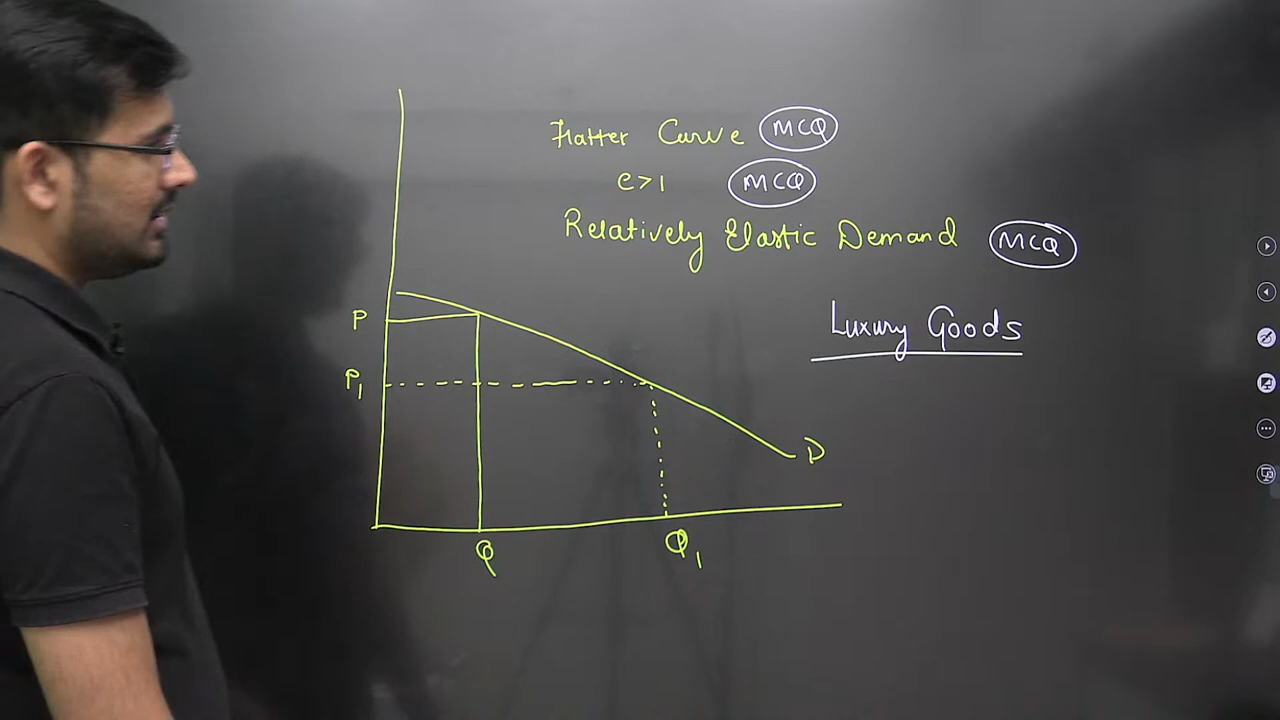 Flatter Curve MCQ
e>1 MCQ
Relatively Elastic Demand MCQ
Luxury Goods
P
P1
D
Q
Q1